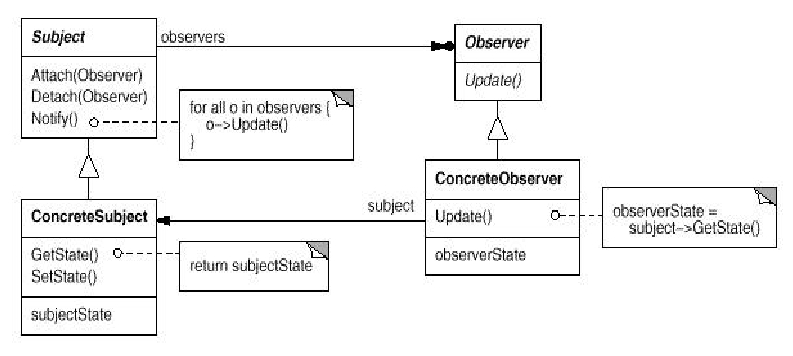 Subject
observers
Observer
Attach(Observer)
Detach(Observer)
Notify()
for all o in observers {
o->Update()
}
Update()
ConcreteSubject
subject
ConcreteObserver
GetState()
SetState()
return subjectState
subjectState
Update()
observerState =
subject->GetState()
observerState